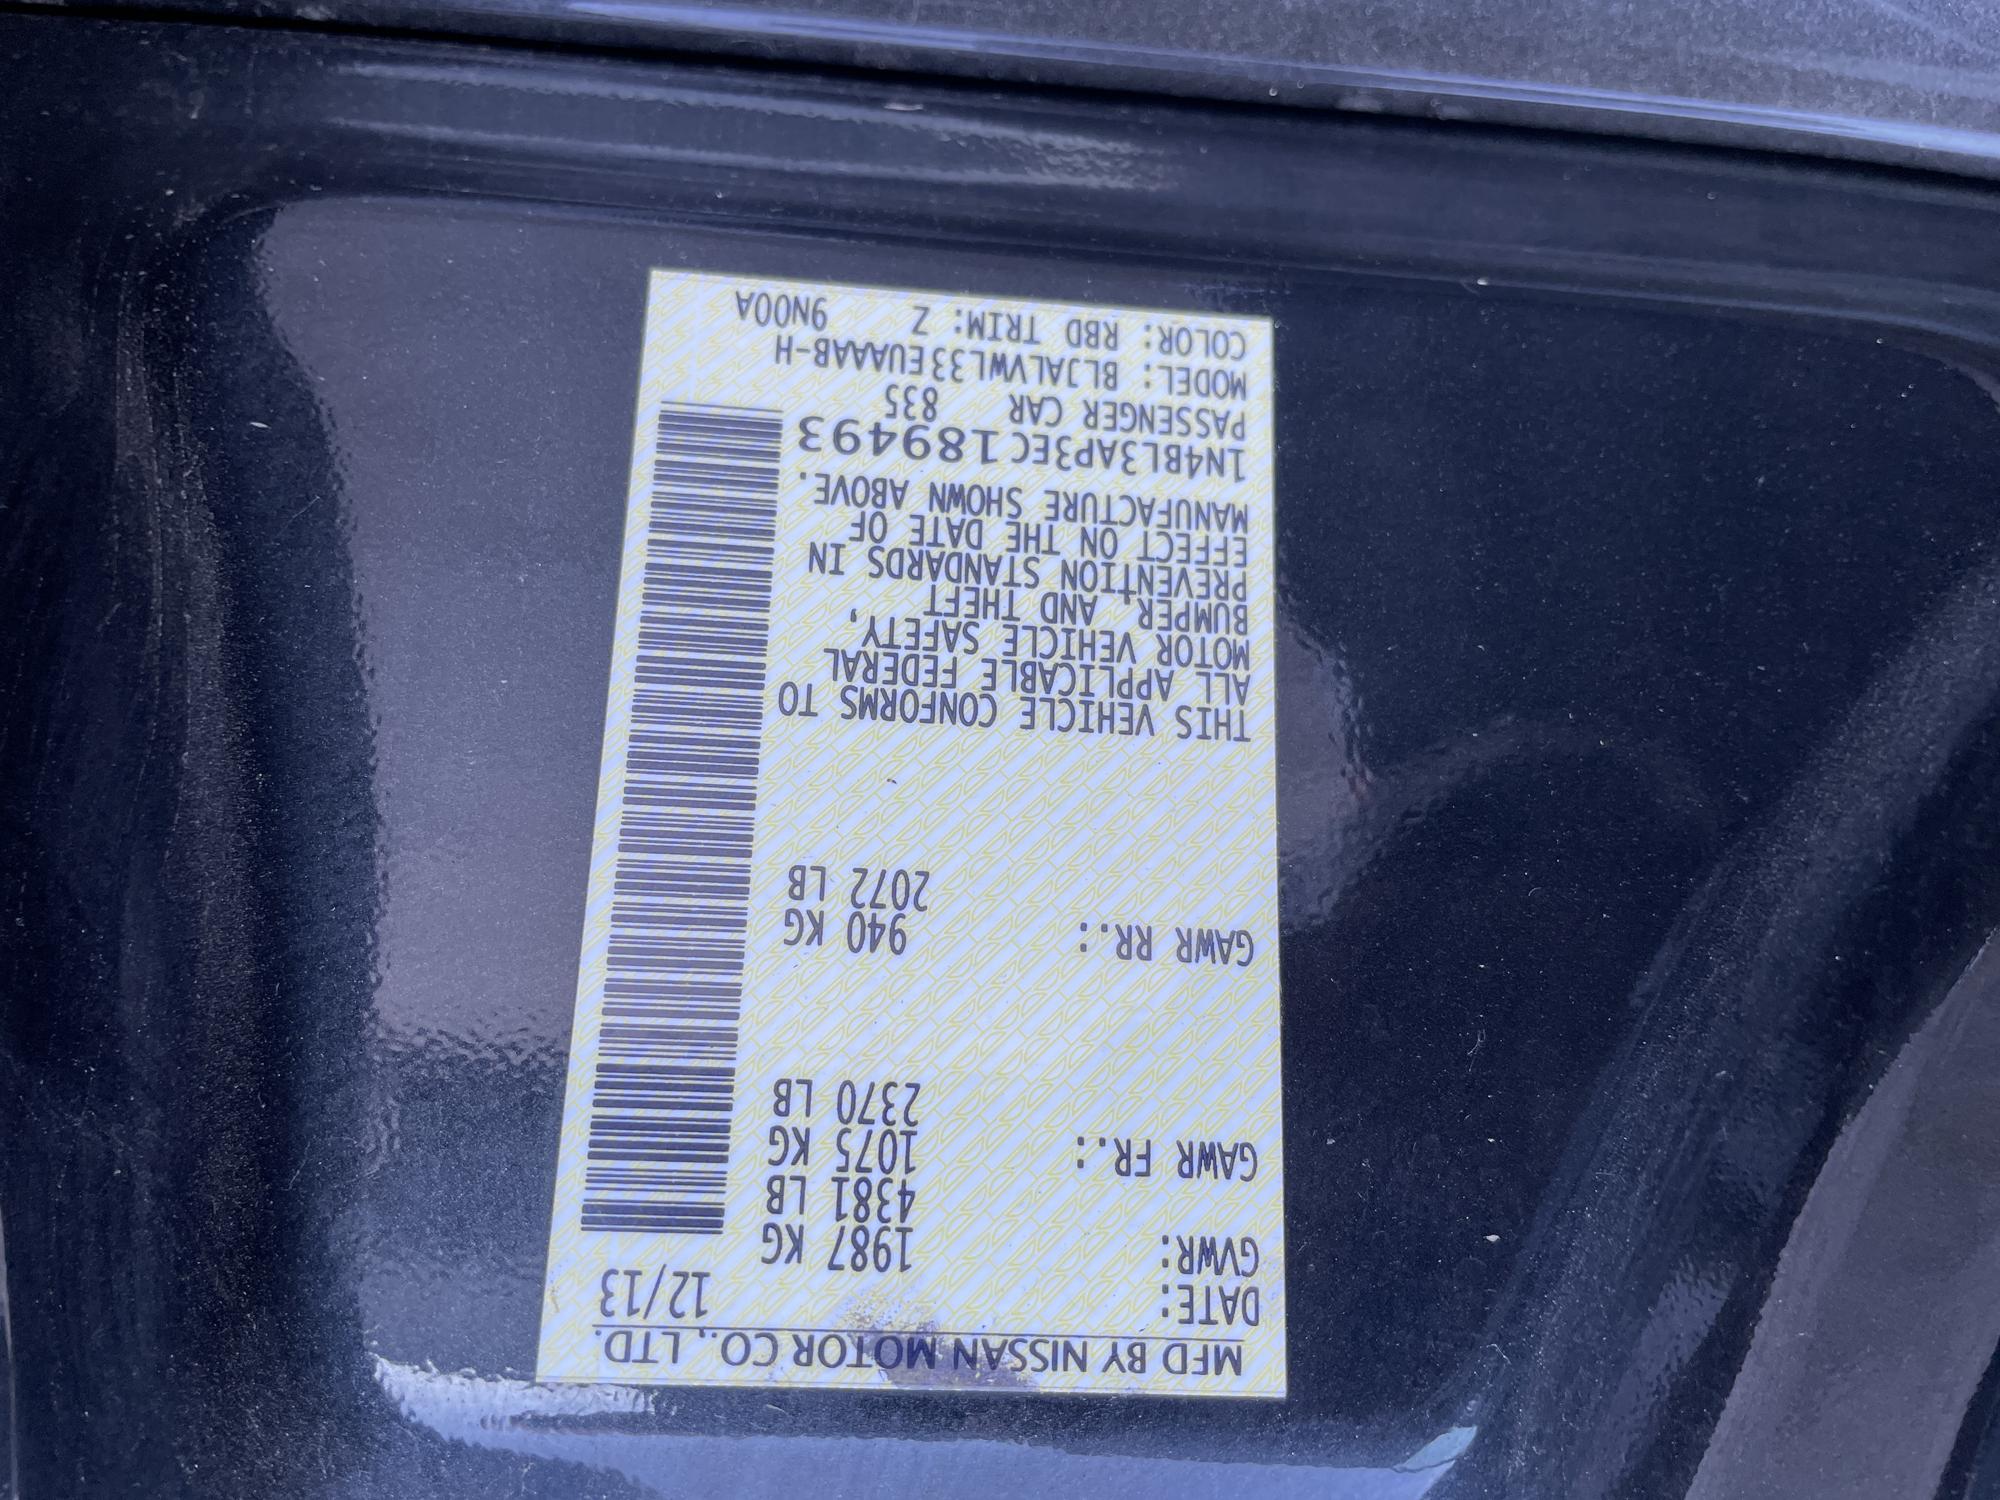 MFD BY NISSAN MOTOR CO., LTD.
DATE: 12/13
GVWR: 1987 KG
4381 LB
GAWR FR.: 1075 KG
2370 LB
GAWR RR.: 940 KG
2072 LB
THIS VEHICLE CONFORMS TO
ALL APPLICABLE FEDERAL
MOTOR VEHICLE SAFETY,
BUMPER, AND THEFT
PREVENTION STANDARDS IN
EFFECT ON THE DATE OF
MANUFACTURE SHOWN ABOVE.
1N4BL3AP3EC189493
PASSENGER CAR 835
MODEL: BLJALVWL33EUAAAB-H
COLOR: RBD TRIM: Z 9N00A